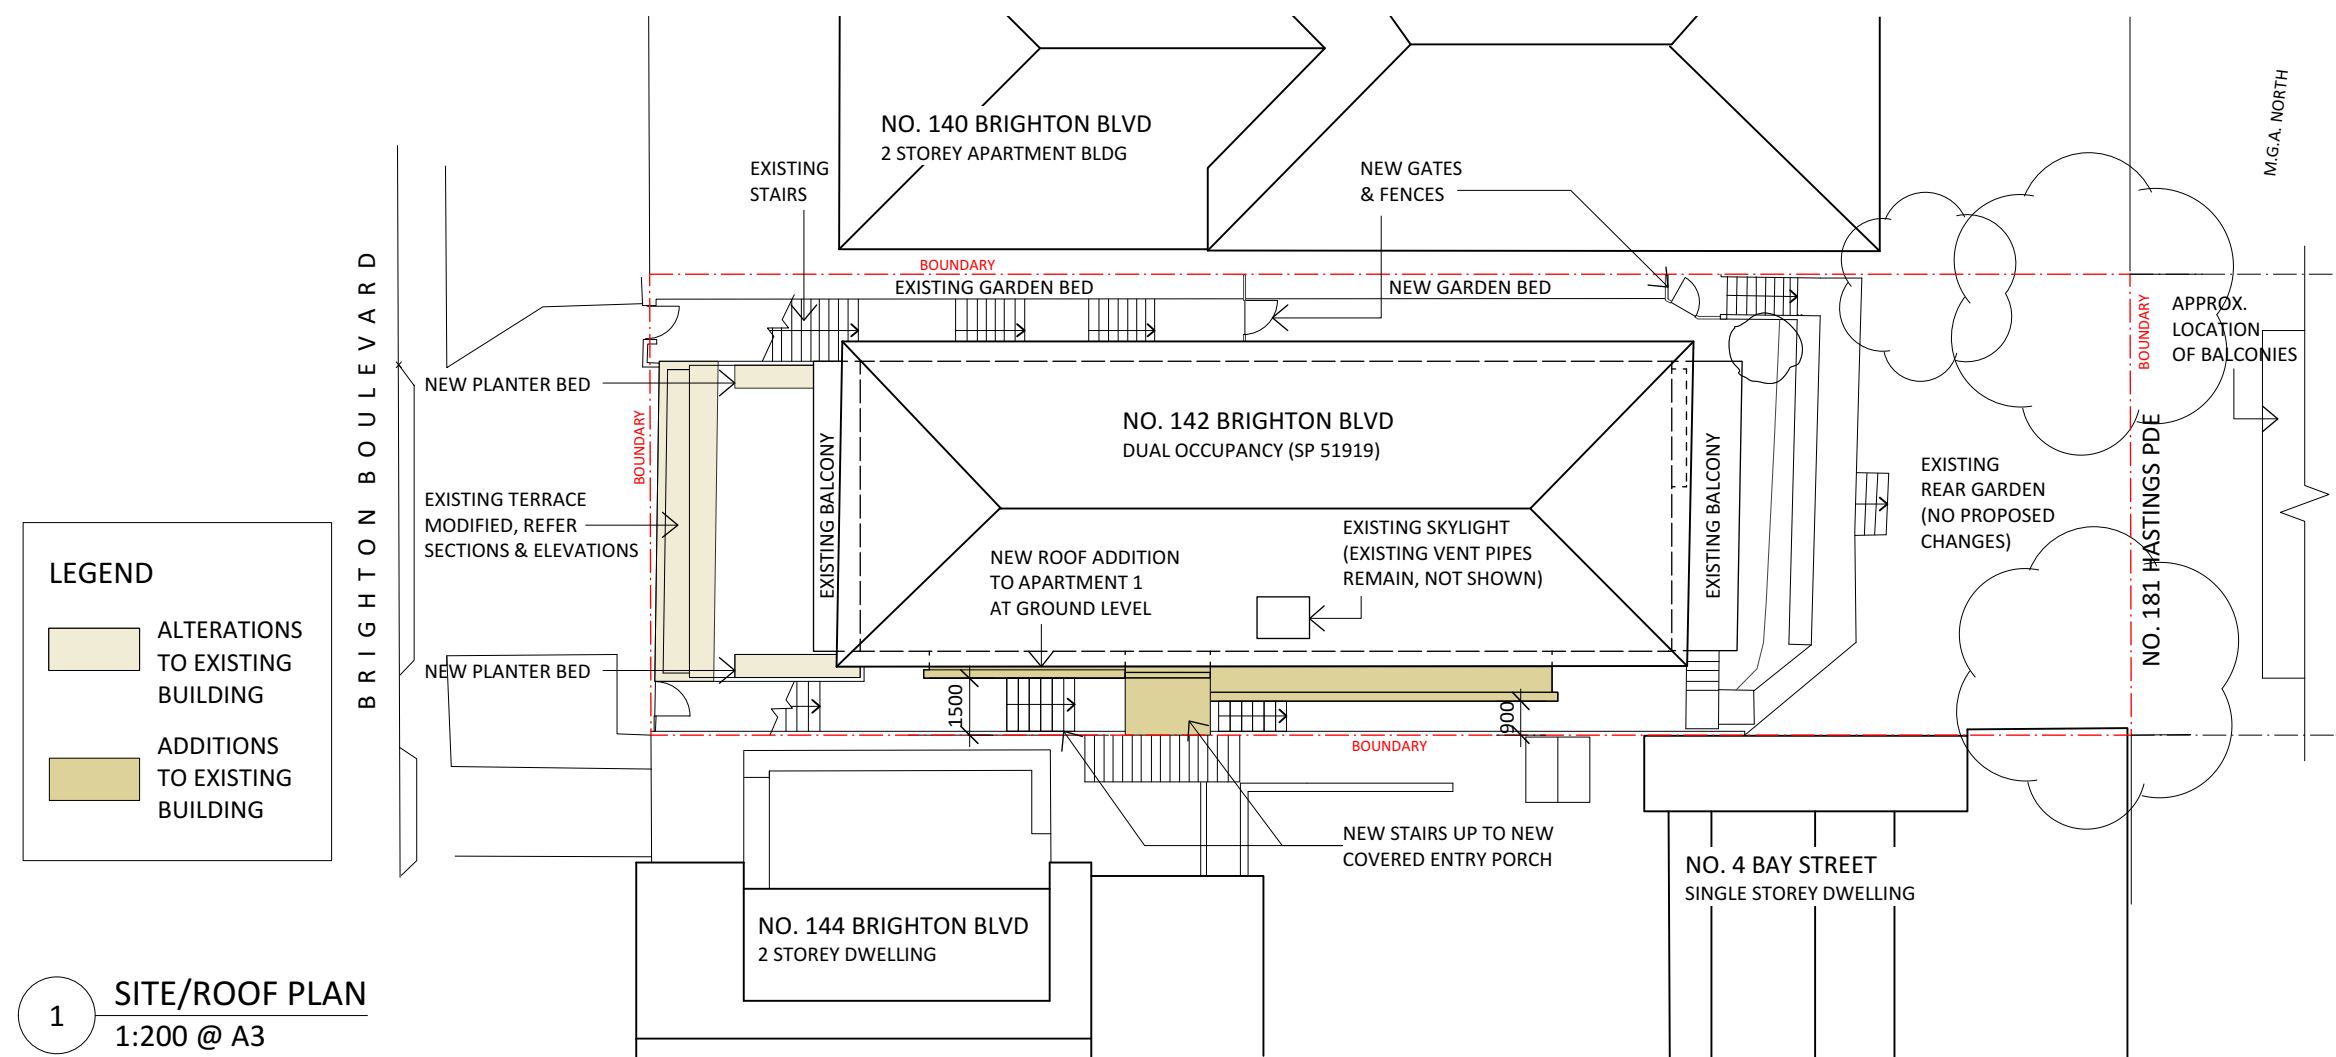 NO. 140 BRIGHTON BLVD
2 STOREY APARTMENT BLDG
M.G.A. NORTH
EXISTING
STAIRS
NEW GATES
& FENCES
BOUNDARY
EXISTING GARDEN BED
NEW GARDEN BED
BRIGHTON BOULEVARD
APPROX.
LOCATION
OF BALCONIES
BOUNDARY
NEW PLANTER BED
BOUNDARY
NO. 142 BRIGHTON BLVD
DUAL OCCUPANCY (SP 51919)
EXISTING BALCONY
EXISTING BALCONY
EXISTING
REAR GARDEN
(NO PROPOSED
CHANGES)
NO. 181 HASTINGS PDE
EXISTING TERRACE
MODIFIED, REFER
SECTIONS & ELEVATIONS
NEW ROOF ADDITION
TO APARTMENT 1
AT GROUND LEVEL
EXISTING SKYLIGHT
(EXISTING VENT PIPES
REMAIN, NOT SHOWN)
LEGEND
ALTERATIONS
TO EXISTING
BUILDING
ADDITIONS
TO EXISTING
BUILDING
NEW PLANTER BED
1500
900
BOUNDARY
NEW STAIRS UP TO NEW
COVERED ENTRY PORCH
NO. 4 BAY STREET
SINGLE STOREY DWELLING
NO. 144 BRIGHTON BLVD
2 STOREY DWELLING
1
SITE/ROOF PLAN
1:200 @ A3